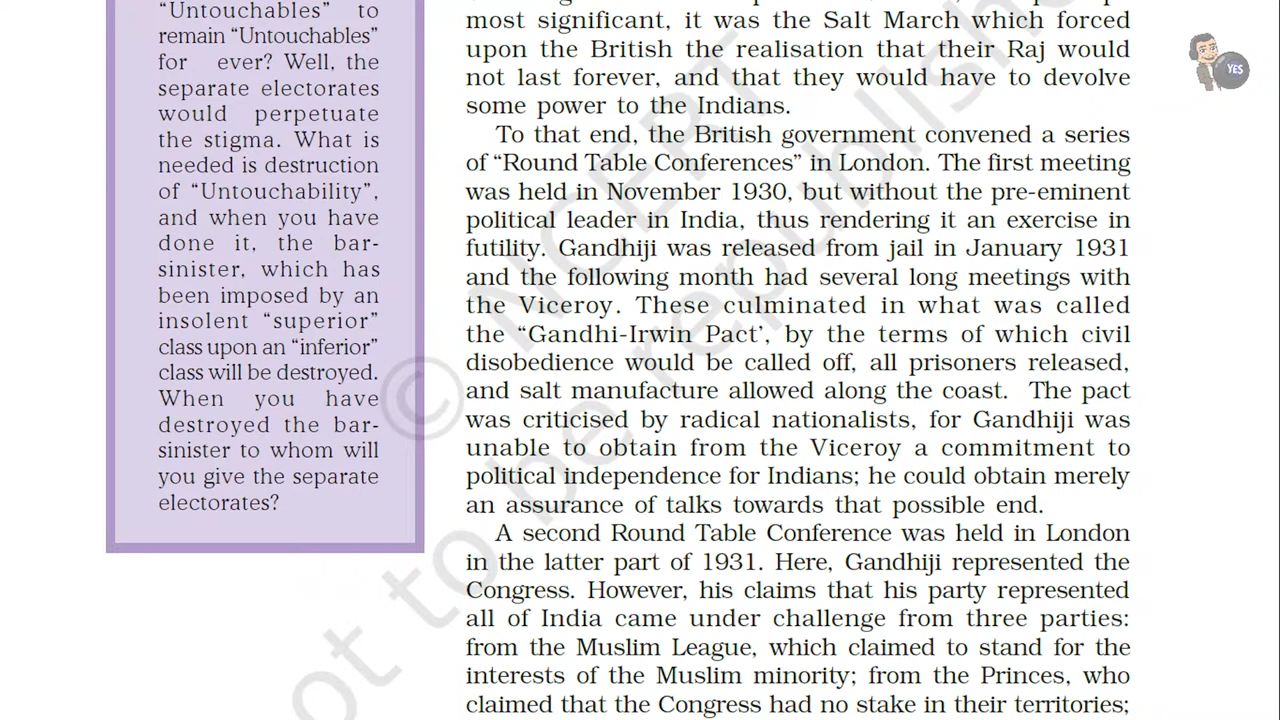 "Untouchables" to
remain "Untouchables"
for ever? Well, the
separate electorates
would perpetuate
the stigma. What is
needed is destruction
of "Untouchability",
and when you have
done it, the bar-
sinister, which has
been imposed by an
insolent "superior"
class upon an "inferior"
class will be destroyed.
When you have
destroyed the bar-
sinister to whom will
you give the separate
electorates?
most significant, it was the Salt March which forced
upon the British the realisation that their Raj would
not last forever, and that they would have to devolve
some power to the Indians.
To that end, the British government convened a series
of "Round Table Conferences" in London. The first meeting
was held in November 1930, but without the pre-eminent
political leader in India, thus rendering it an exercise in
futility. Gandhiji was released from jail in January 1931
and the following month had several long meetings with
the Viceroy. These culminated in what was called
the "Gandhi-Irwin Pact', by the terms of which civil
disobedience would be called off, all prisoners released,
and salt manufacture allowed along the coast. The pact
was criticised by radical nationalists, for Gandhiji was
unable to obtain from the Viceroy a commitment to
political independence for Indians; he could obtain merely
an assurance of talks towards that possible end.
A second Round Table Conference was held in London
in the latter part of 1931. Here, Gandhiji represented the
Congress. However, his claims that his party represented
all of India came under challenge from three parties:
from the Muslim League, which claimed to stand for the
interests of the Muslim minority; from the Princes, who
claimed that the Congress had no stake in their territories;
YES
© NCERT
not to be republished